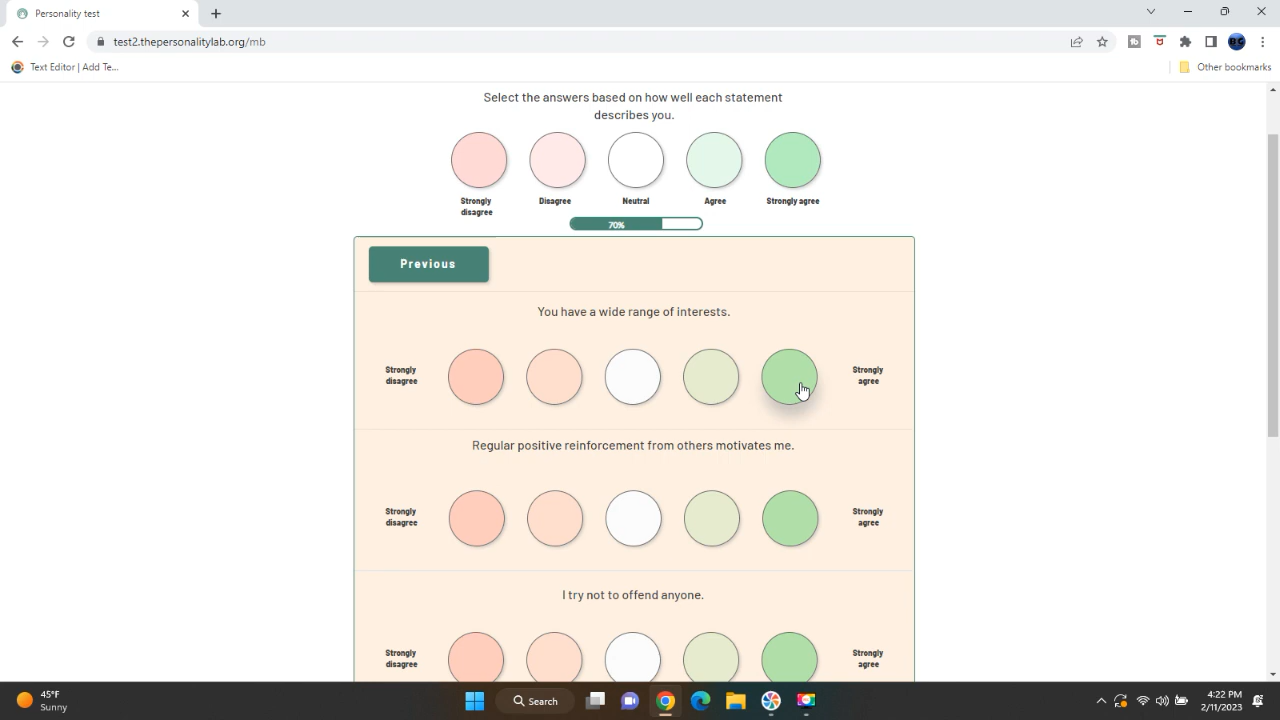 Personality test
test2.thepersonalitylab.org/mb
Text Editor | Add Te...
Other bookmarks
Select the answers based on how well each statement
describes you.
Strongly
disagree
Disagree
Neutral
Agree
Strongly agree
70%
Previous
You have a wide range of interests.
Strongly
disagree
Strongly
agree
Regular positive reinforcement from others motivates me.
Strongly
disagree
Strongly
agree
I try not to offend anyone.
Strongly
disagree
Strongly
agree
45°F
Sunny
Search
4:22 PM
2/11/2023